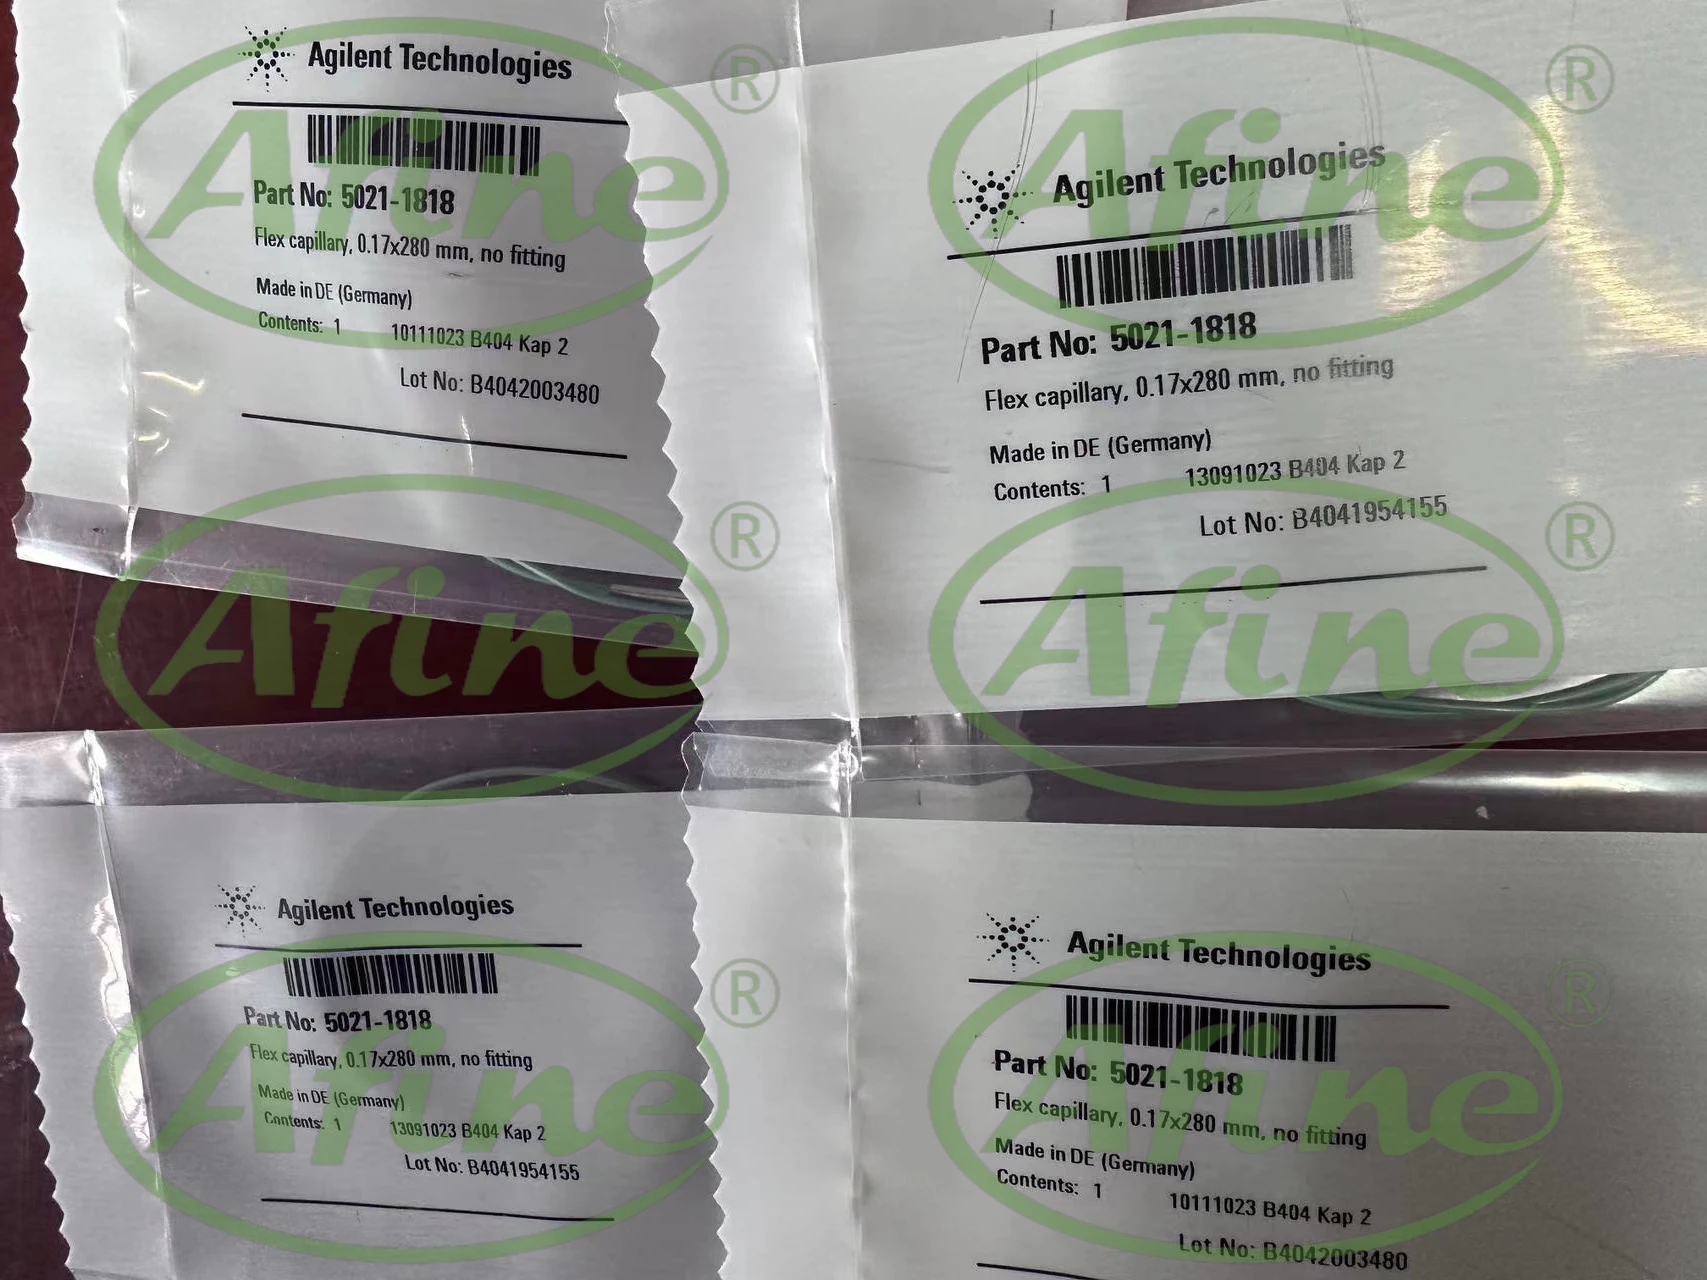 Agilent Technologies
Part No: 5021-1818
Flex capillary, 0.17x280 mm, no fitting
Made in DE (Germany)
Contents: 1 10111023 B404 Kap 2
Lot No: B4042003480
Agilent Technologies
Part No: 5021-1818
Flex capillary, 0.17x280 mm, no fitting
Made in DE (Germany)
Contents: 1 13091023 B404 Kap 2
Lot No: B4041954155
Agilent Technologies
Part No: 5021-1818
Flex capillary, 0.17x280 mm, no fitting
Made in DE (Germany)
Contents: 1 13091023 B404 Kap 2
Lot No: B4041954155
Agilent Technologies
Part No: 5021-1818
Flex capillary, 0.17x280 mm, no fitting
Made in DE (Germany)
Contents: 1 10111023 B404 Kap 2
Lot No: B4042003480
Afine ®
Afine ®
Afine ®
Afine ®
Afine ®
Afine ®